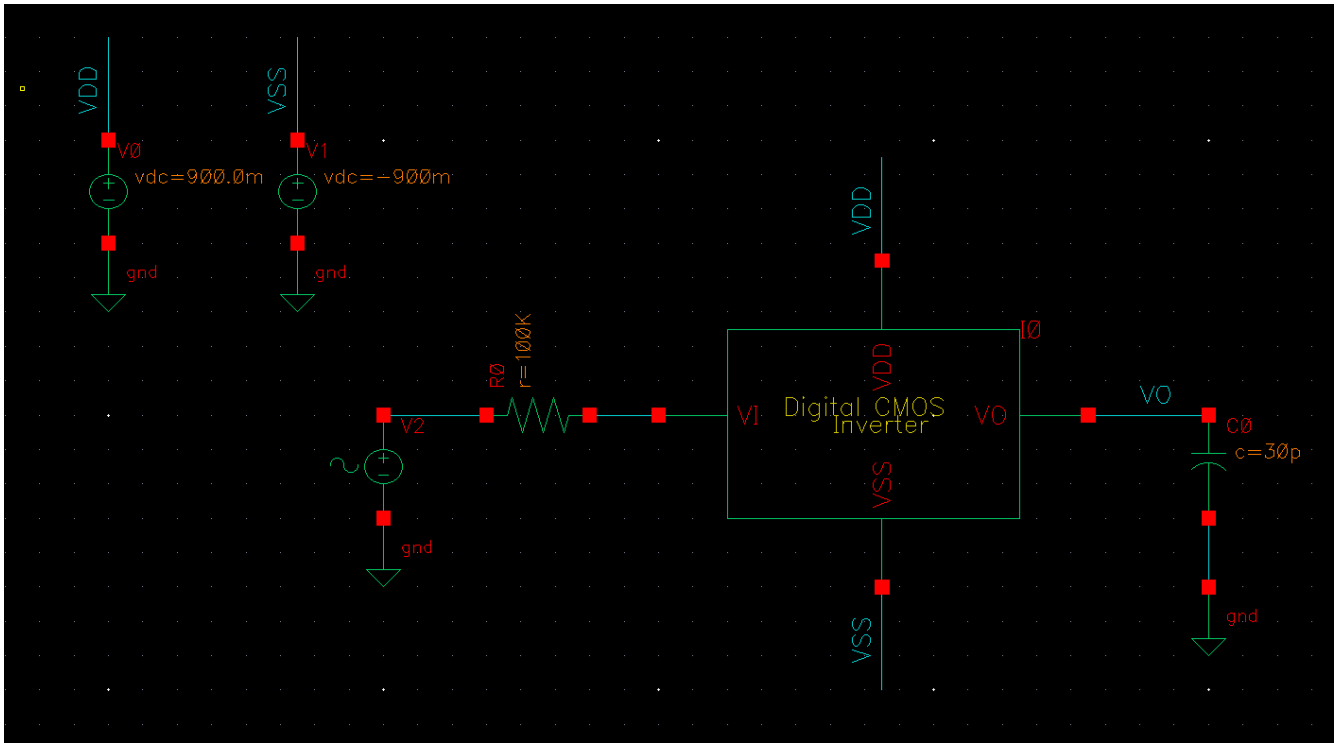 VDD
VSS
V0
vdc=900.0m
V1
vdc=-900m
gnd
gnd
VDD
R0
r=100K
I0
VDD
V2
VI
Digital CMOS
Inverter
VO
VO
C0
c=30p
VSS
gnd
VSS
gnd